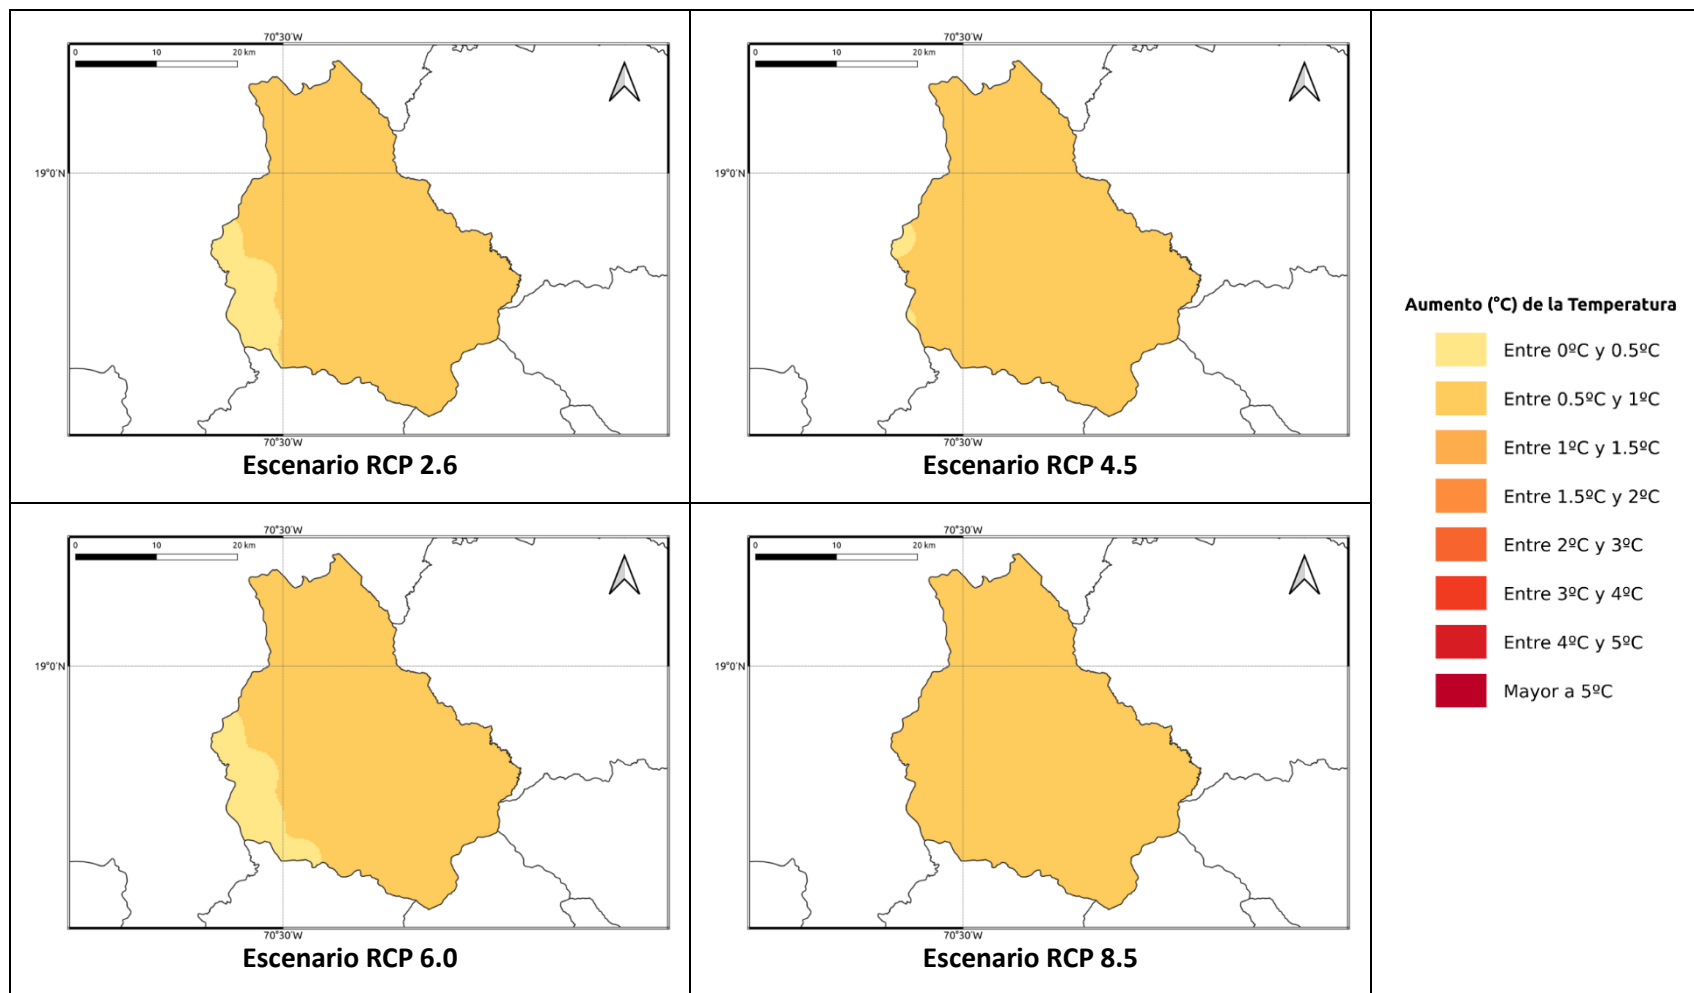 70°30'W
0 10 20 km
19°0'N
70°30'W
Escenario RCP 2.6
70°30'W
0 10 20 km
19°0'N
70°30'W
Escenario RCP 4.5
70°30'W
0 10 20 km
19°0'N
70°30'W
Escenario RCP 6.0
70°30'W
0 10 20 km
19°0'N
70°30'W
Escenario RCP 8.5
Aumento (°C) de la Temperatura
Entre 0ºC y 0.5ºC
Entre 0.5ºC y 1ºC
Entre 1ºC y 1.5ºC
Entre 1.5ºC y 2ºC
Entre 2ºC y 3ºC
Entre 3ºC y 4ºC
Entre 4ºC y 5ºC
Mayor a 5ºC